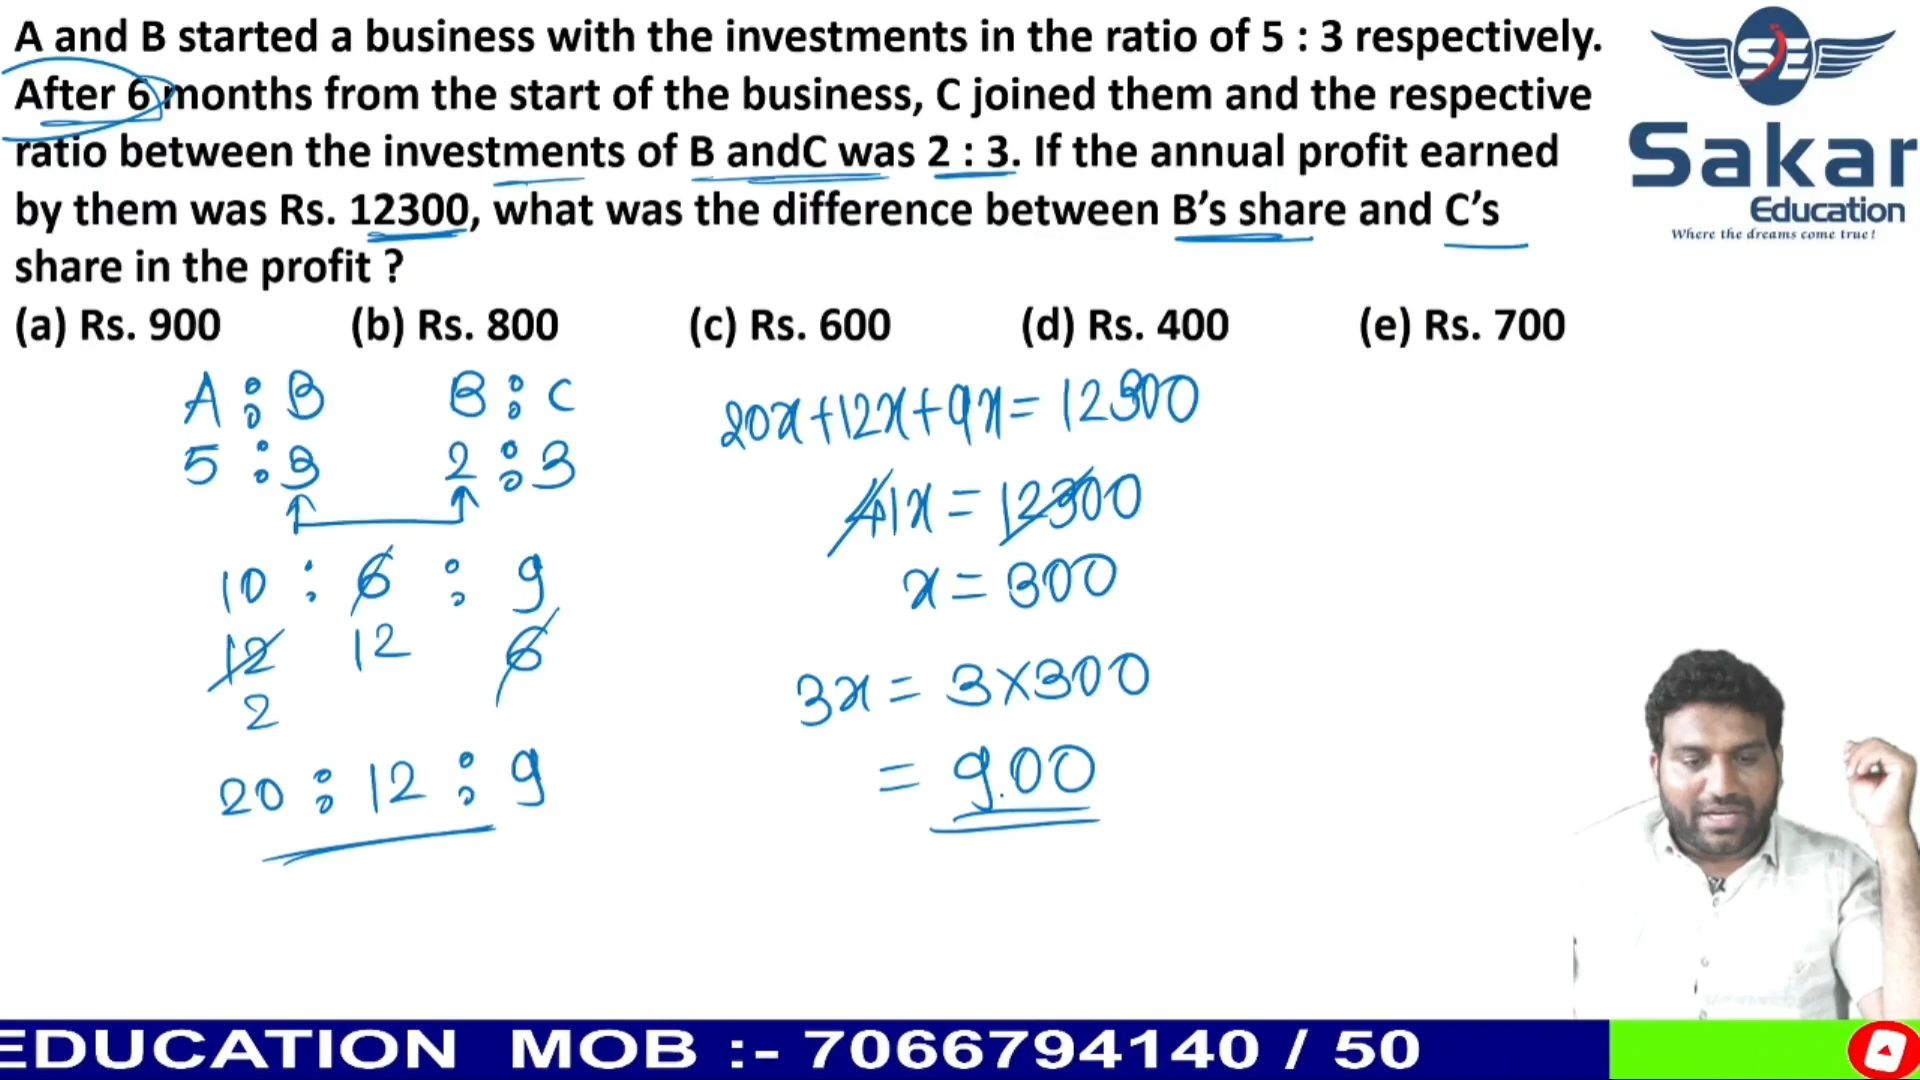 A and B started a business with the investments in the ratio of 5 : 3 respectively.
After 6 months from the start of the business, C joined them and the respective
ratio between the investments of B andC was 2 : 3. If the annual profit earned
by them was Rs. 12300, what was the difference between B's share and C's
share in the profit ?
(a) Rs. 900 (b) Rs. 800 (c) Rs. 600 (d) Rs. 400 (e) Rs. 700
SE
Sakar
Education
Where the dreams come true!
A : B B : C
5 : 3 2 : 3
10 : 6 : 9
12 12 6
2
20 : 12 : 9
20x+12x+9x=12300
41x = 12300
x = 300
3x = 3×300
= 900
EDUCATION MOB :- 7066794140 / 50